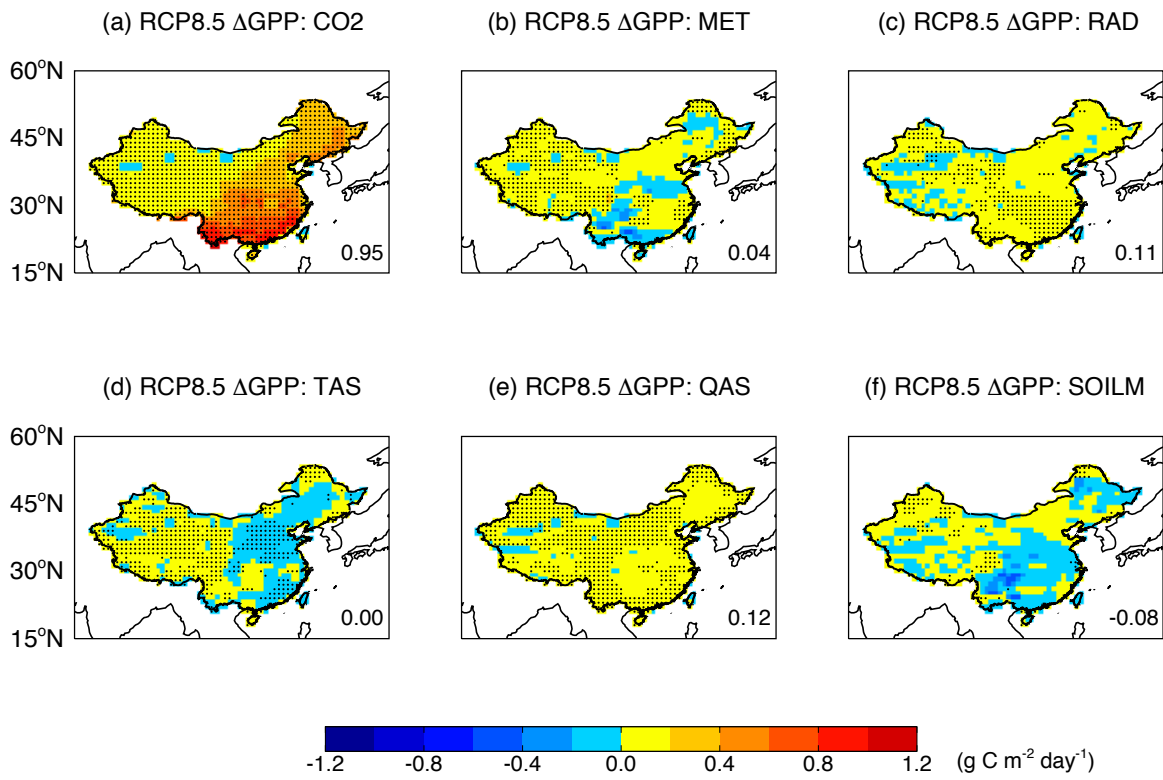 (a) RCP8.5 ΔGPP: CO2
(b) RCP8.5 ΔGPP: MET
(c) RCP8.5 ΔGPP: RAD
60°N
45°N
30°N
15°N
0.95
0.04
0.11
(d) RCP8.5 ΔGPP: TAS
(e) RCP8.5 ΔGPP: QAS
(f) RCP8.5 ΔGPP: SOILM
60°N
45°N
30°N
15°N
0.00
0.12
-0.08
-1.2 -0.8 -0.4 0.0 0.4 0.8 1.2 (g C m⁻² day⁻¹)